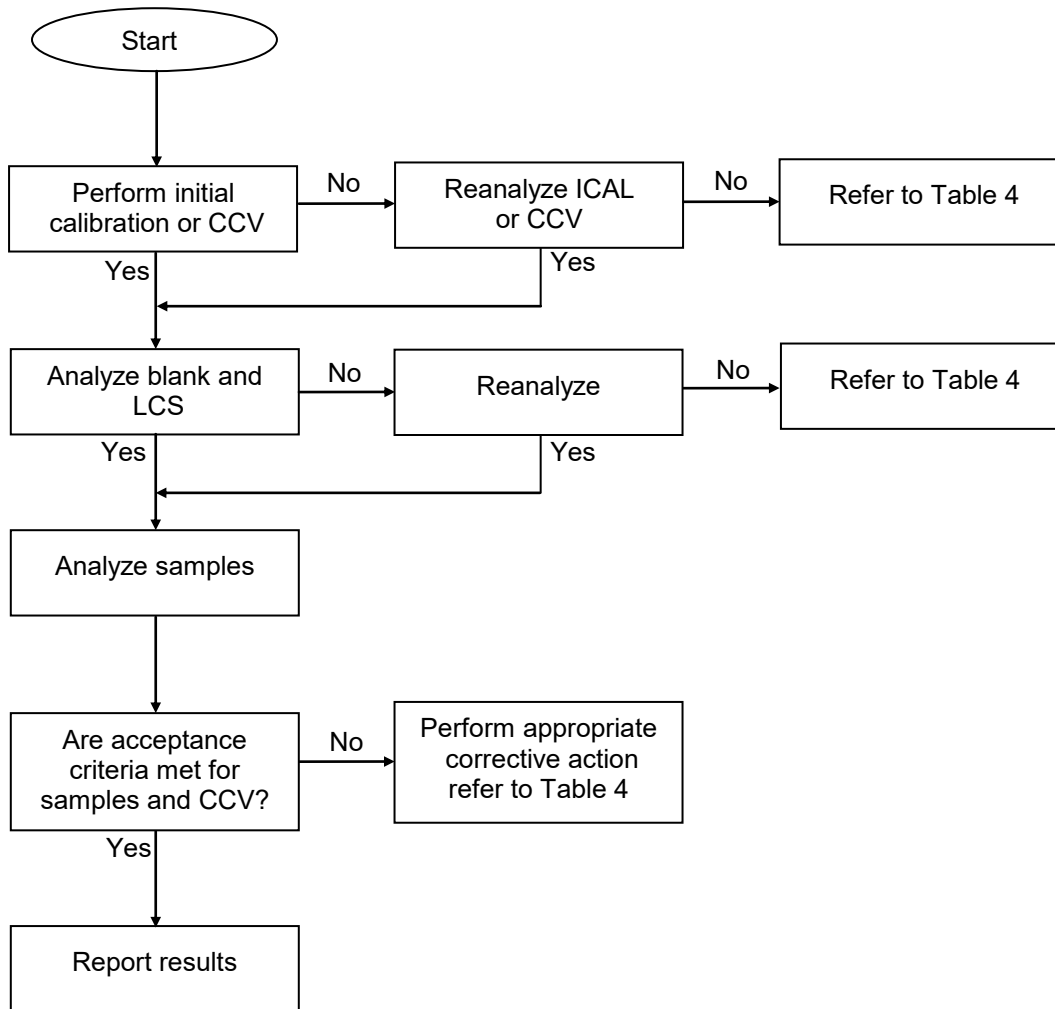 Start
Perform initial
calibration or CCV
No
Reanalyze ICAL
or CCV
No
Refer to Table 4
Yes
Yes
Analyze blank and
LCS
No
Reanalyze
No
Refer to Table 4
Yes
Yes
Analyze samples
Are acceptance
criteria met for
samples and CCV?
No
Perform appropriate
corrective action
refer to Table 4
Yes
Report results